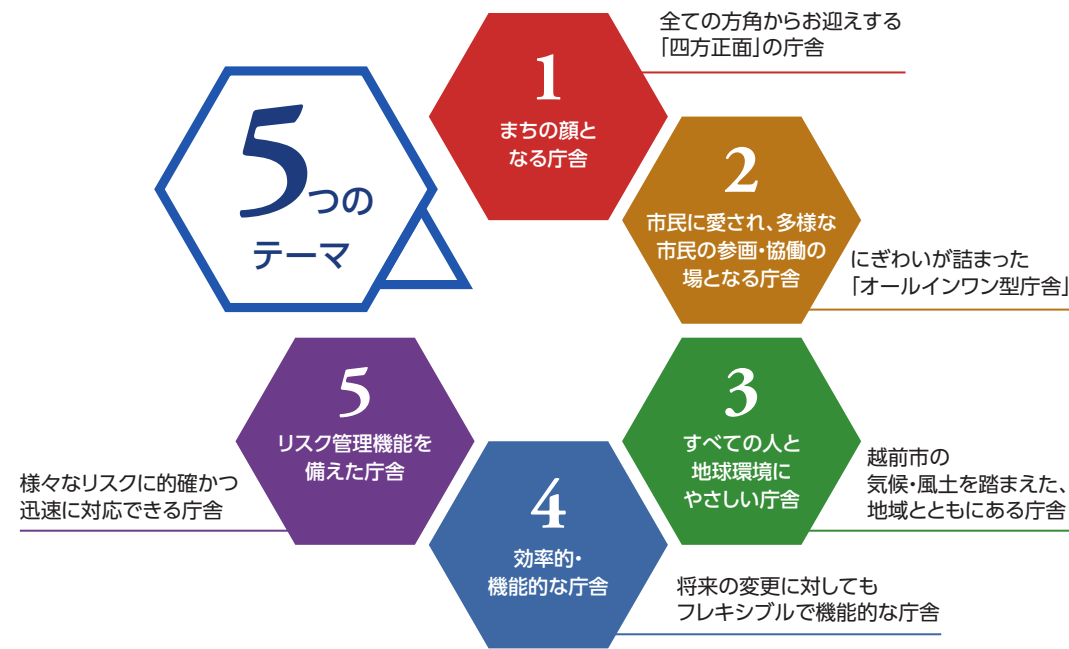 5つの
テーマ
1
まちの顔と
なる庁舎
全ての方角からお迎えする
「四方正面」の庁舎
2
市民に愛され、多様な
市民の参画・協働の
場となる庁舎
にぎわいが詰まった
「オールインワン型庁舎」
3
すべての人と
地球環境に
やさしい庁舎
越前市の
気候・風土を踏まえた、
地域とともにある庁舎
4
効率的・
機能的な庁舎
将来の変更に対しても
フレキシブルで機能的な庁舎
5
リスク管理機能を
備えた庁舎
様々なリスクに的確かつ
迅速に対応できる庁舎